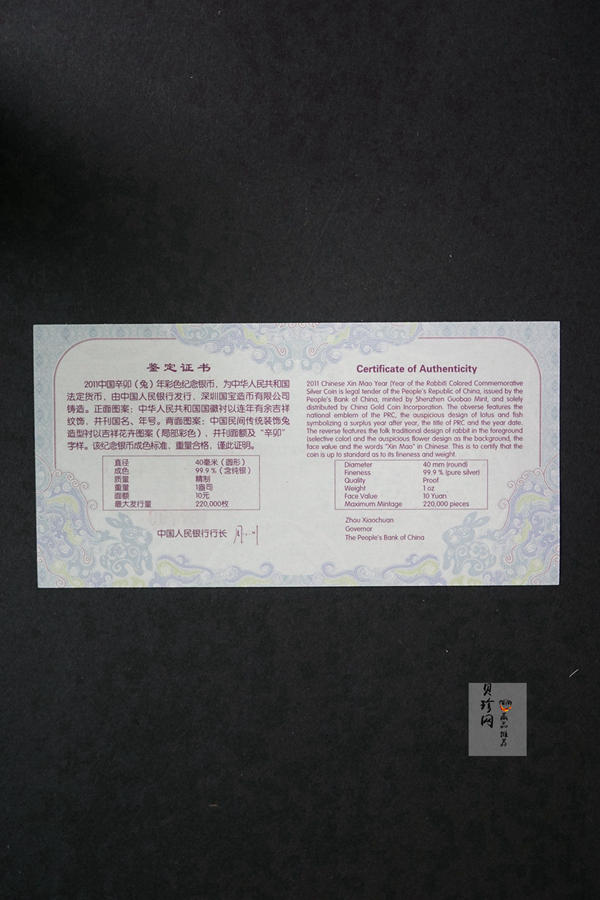 鉴定证书
2011中国辛卯（兔）年彩色纪念银币，为中华人民共和国
法定货币，由中国人民银行发行，深圳国宝造币有限公司
铸造。正面图案：中华人民共和国国徽衬以连年有余吉祥
纹饰，并刊国名、年号。背面图案：中国民间传统装饰兔
造型衬以吉祥花卉图案（局部彩色），并刊面额及“辛卯”
字样。该纪念银币成色标准、重量合格，谨此证明。
直径 40毫米（圆形）
成色 99.9％（含纯银）
质量 精制
重量 1盎司
面额 10元
最大发行量 220,000枚
中国人民银行行长
Certificate of Authenticity
2011 Chinese Xin Mao Year (Year of the Rabbit) Colored Commemorative
Silver Coin is legal tender of the People's Republic of China, issued by the
People's Bank of China, minted by Shenzhen Guobao Mint, and solely
distributed by China Gold Coin Incorporation. The obverse features the
national emblem of the PRC, the auspicious design of lotus and fish
symbolizing a surplus year after year, the title of PRC and the year date.
The reverse features the folk traditional design of rabbit in the foreground
(selective color) and the auspicious flower design as the background, the
face value and the words "Xin Mao" in Chinese. This is to certify that the
coin is up to standard as to its fineness and weight.
Diameter 40 mm (round)
Fineness 99.9 % (pure silver)
Quality Proof
Weight 1 oz
Face Value 10 Yuan
Maximum Mintage 220,000 pieces
Zhou Xiaochuan
Governor
The People's Bank of China
贝珍网
商品推荐